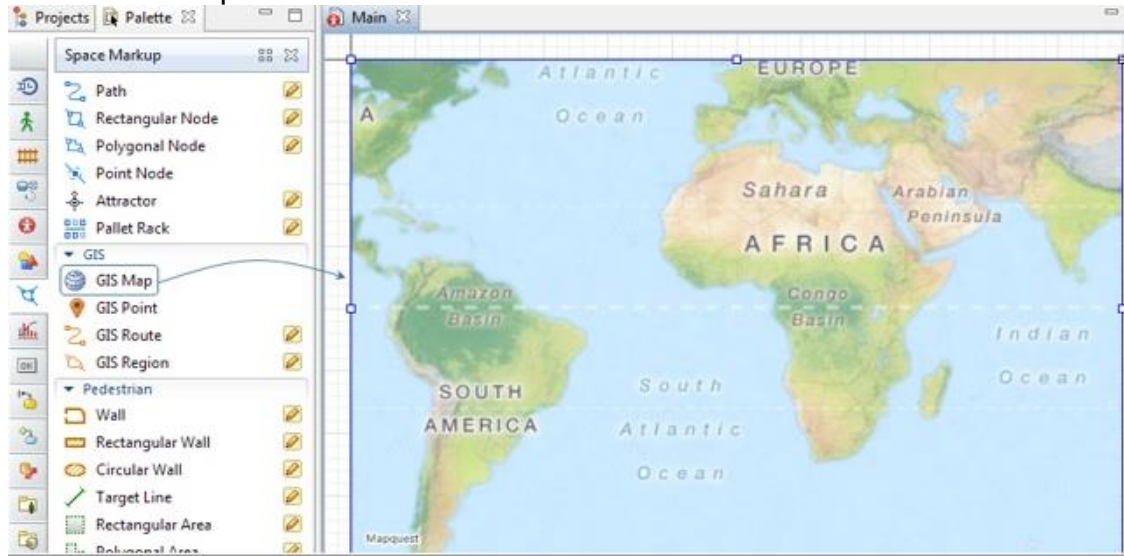 Projects Palette
Main
Space Markup
Path
Rectangular Node
Polygonal Node
Point Node
Attractor
Pallet Rack
GIS
GIS Map
GIS Point
GIS Route
GIS Region
Pedestrian
Wall
Rectangular Wall
Circular Wall
Target Line
Rectangular Area
Polygonal Area
Atlantic
Ocean
EUROPE
A
Sahara
Arabian
Peninsula
AFRICA
Amazon
Basin
Congo
Basin
Indian
Ocean
SOUTH
AMERICA
South
Atlantic
Ocean
Mapquest